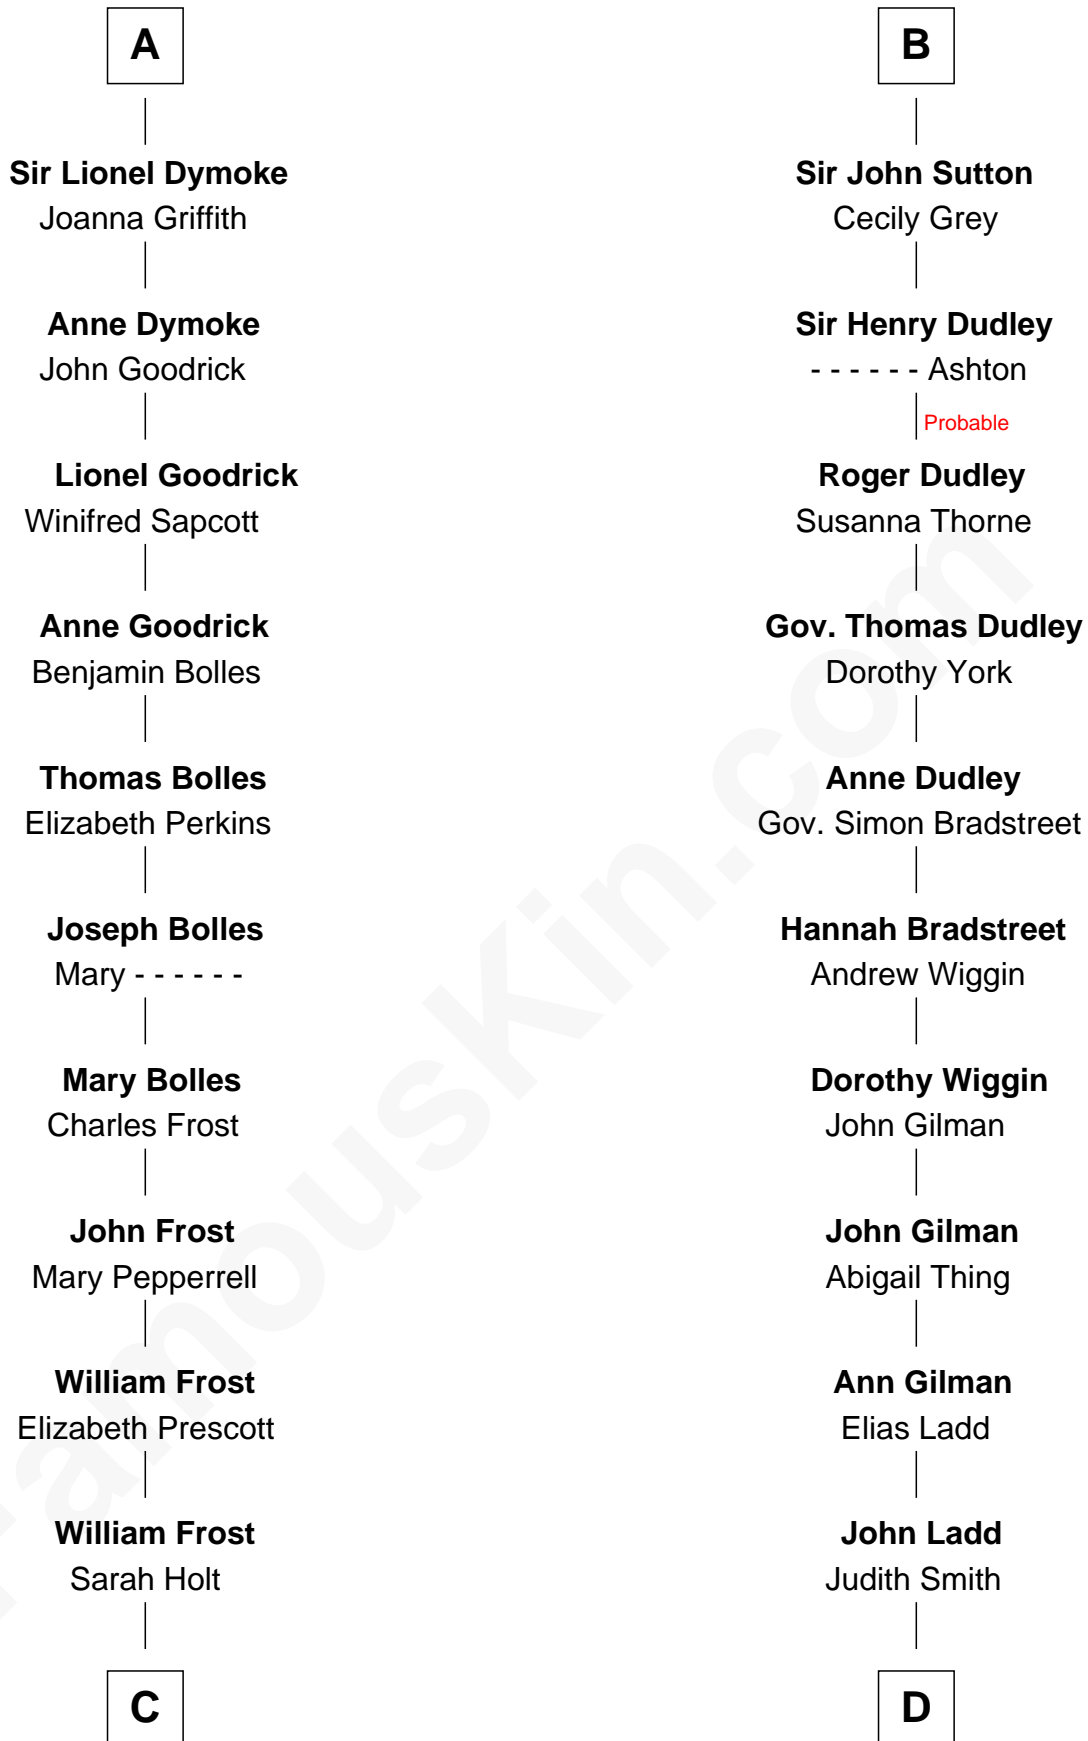 A
Sir Lionel Dymoke
Joanna Griffith
Anne Dymoke
John Goodrick
Lionel Goodrick
Winifred Sapcott
Anne Goodrick
Benjamin Bolles
Thomas Bolles
Elizabeth Perkins
Joseph Bolles
Mary - - - - - -
Mary Bolles
Charles Frost
John Frost
Mary Pepperrell
William Frost
Elizabeth Prescott
William Frost
Sarah Holt
C
B
Sir John Sutton
Cecily Grey
Sir Henry Dudley
- - - - - - Ashton
Probable
Roger Dudley
Susanna Thorne
Gov. Thomas Dudley
Dorothy York
Anne Dudley
Gov. Simon Bradstreet
Hannah Bradstreet
Andrew Wiggin
Dorothy Wiggin
John Gilman
John Gilman
Abigail Thing
Ann Gilman
Elias Ladd
John Ladd
Judith Smith
D
FamousKin.com